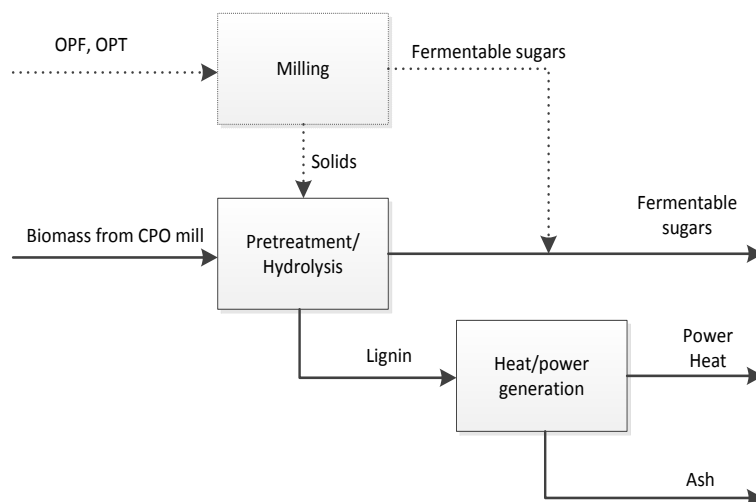 OPF, OPT
Milling
Fermentable sugars
Solids
Biomass from CPO mill
Pretreatment/
Hydrolysis
Fermentable
sugars
Lignin
Heat/power
generation
Power
Heat
Ash